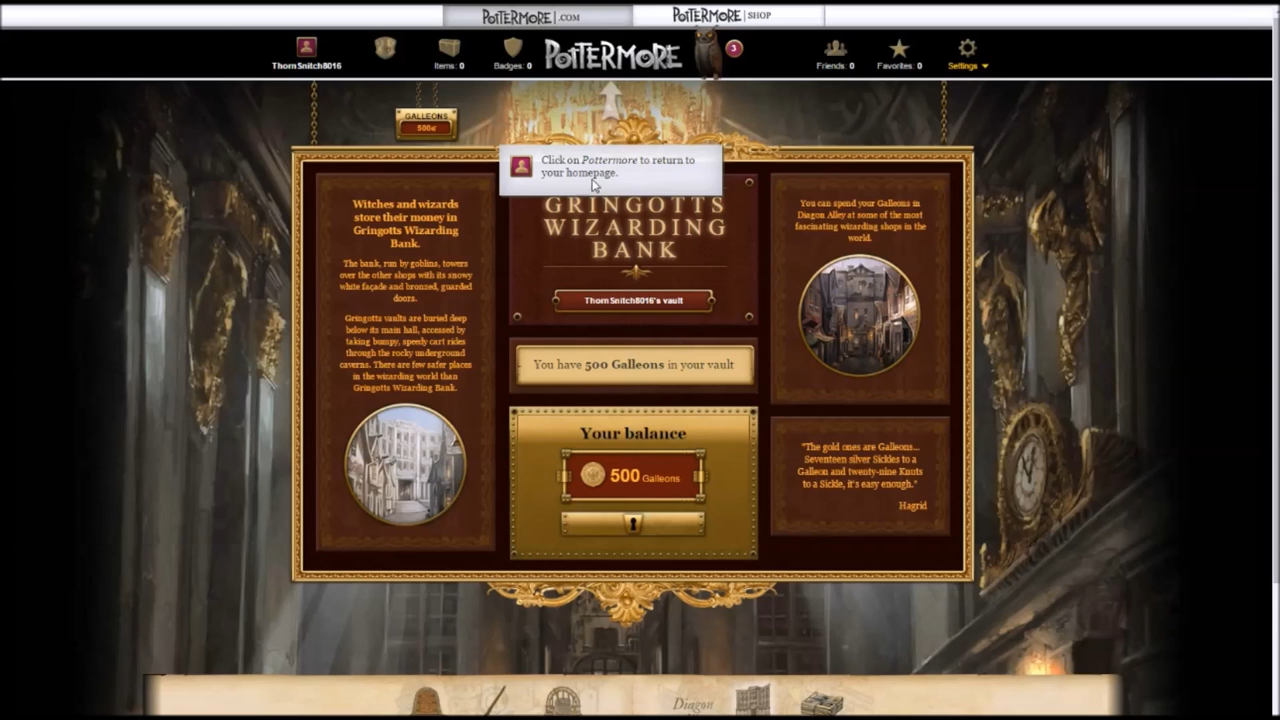 POTTERMORE | .COM
POTTERMORE | SHOP
ThornSnitch8016
Items: 0
Badges: 0
POTTERMORE
3
Friends: 0
Favorites: 0
Settings
GALLEONS
500
Click on Pottermore to return to
your homepage.
Witches and wizards
store their money in
Gringotts Wizarding
Bank.
The bank, run by goblins, towers
over the other shops with its snowy
white façade and bronzed, guarded
doors.
Gringotts vaults are buried deep
below its main hall, accessed by
taking bumpy, speedy cart rides
through the rocky underground
caverns. There are few safer places
in the wizarding world than
Gringotts Wizarding Bank.
GRINGOTTS
WIZARDING
BANK
ThornSnitch8016's vault
You have 500 Galleons in your vault
Your balance
500 Galleons
You can spend your Galleons in
Diagon Alley at some of the most
fascinating wizarding shops in the
world.
"The gold ones are Galleons...
Seventeen silver Sickles to a
Galleon and twenty-nine Knuts
to a Sickle, it's easy enough."
Hagrid
Diagon